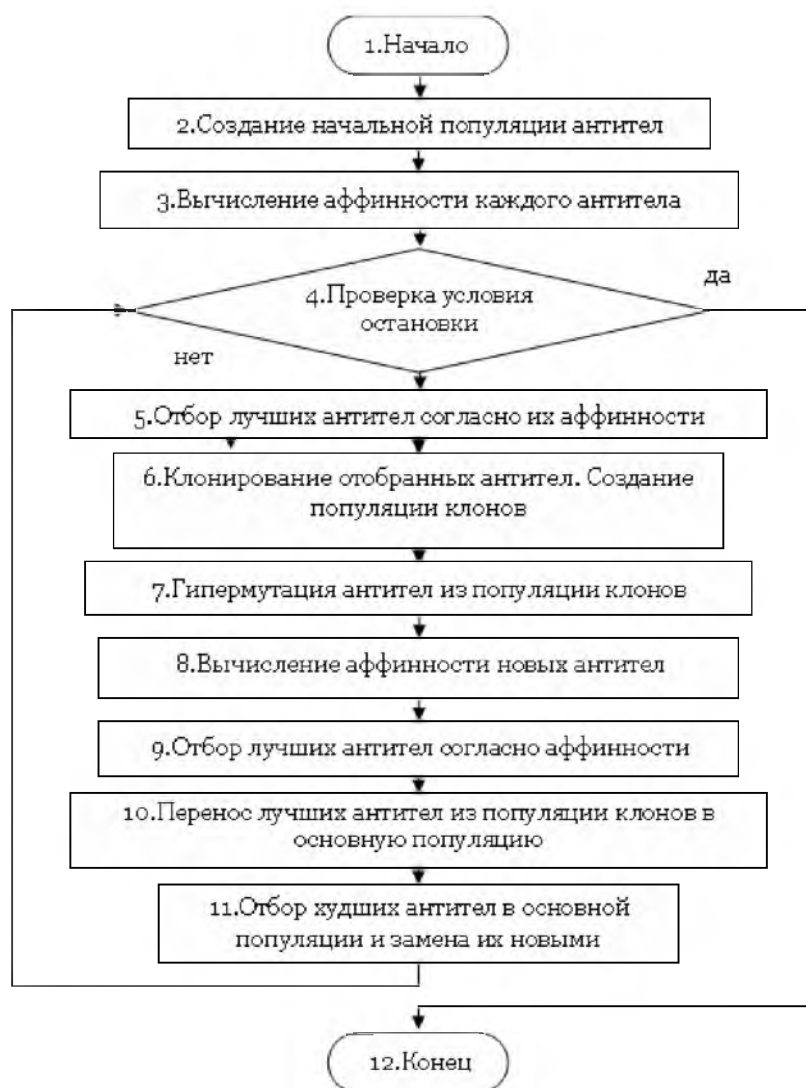 1.Начало
2.Создание начальной популяции антител
3.Вычисление аффинности каждого антитела
да
4.Проверка условия
остановки
нет
5.Отбор лучших антител согласно их аффинности
6.Клонирование отобранных антител. Создание
популяции клонов
7.Гипермутация антител из популяции клонов
8.Вычисление аффинности новых антител
9.Отбор лучших антител согласно аффинности
10.Перенос лучших антител из популяции клонов в
основную популяцию
11.Отбор худших антител в основной
популяции и замена их новыми
12.Конец